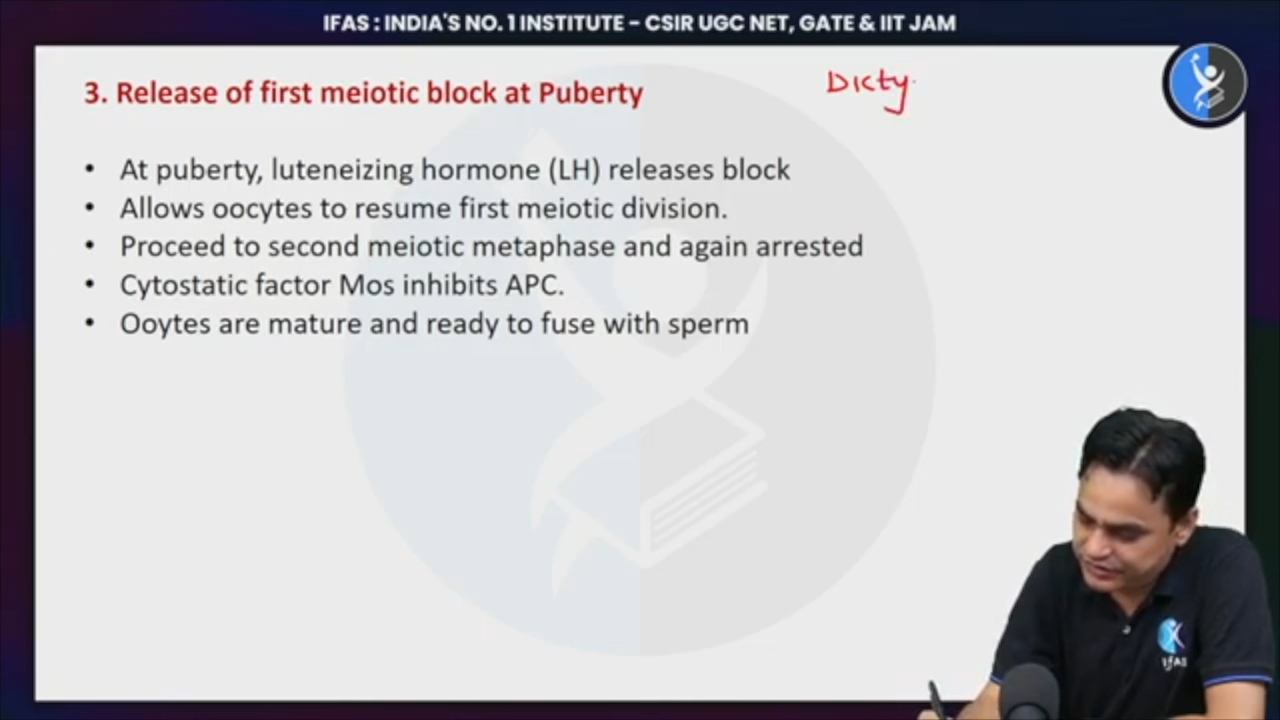 IFAS : INDIA'S NO. 1 INSTITUTE - CSIR UGC NET, GATE & IIT JAM
3. Release of first meiotic block at Puberty
Dicty
• At puberty, luteneizing hormone (LH) releases block
• Allows oocytes to resume first meiotic division.
• Proceed to second meiotic metaphase and again arrested
• Cytostatic factor Mos inhibits APC.
• Ooytes are mature and ready to fuse with sperm
IFAS